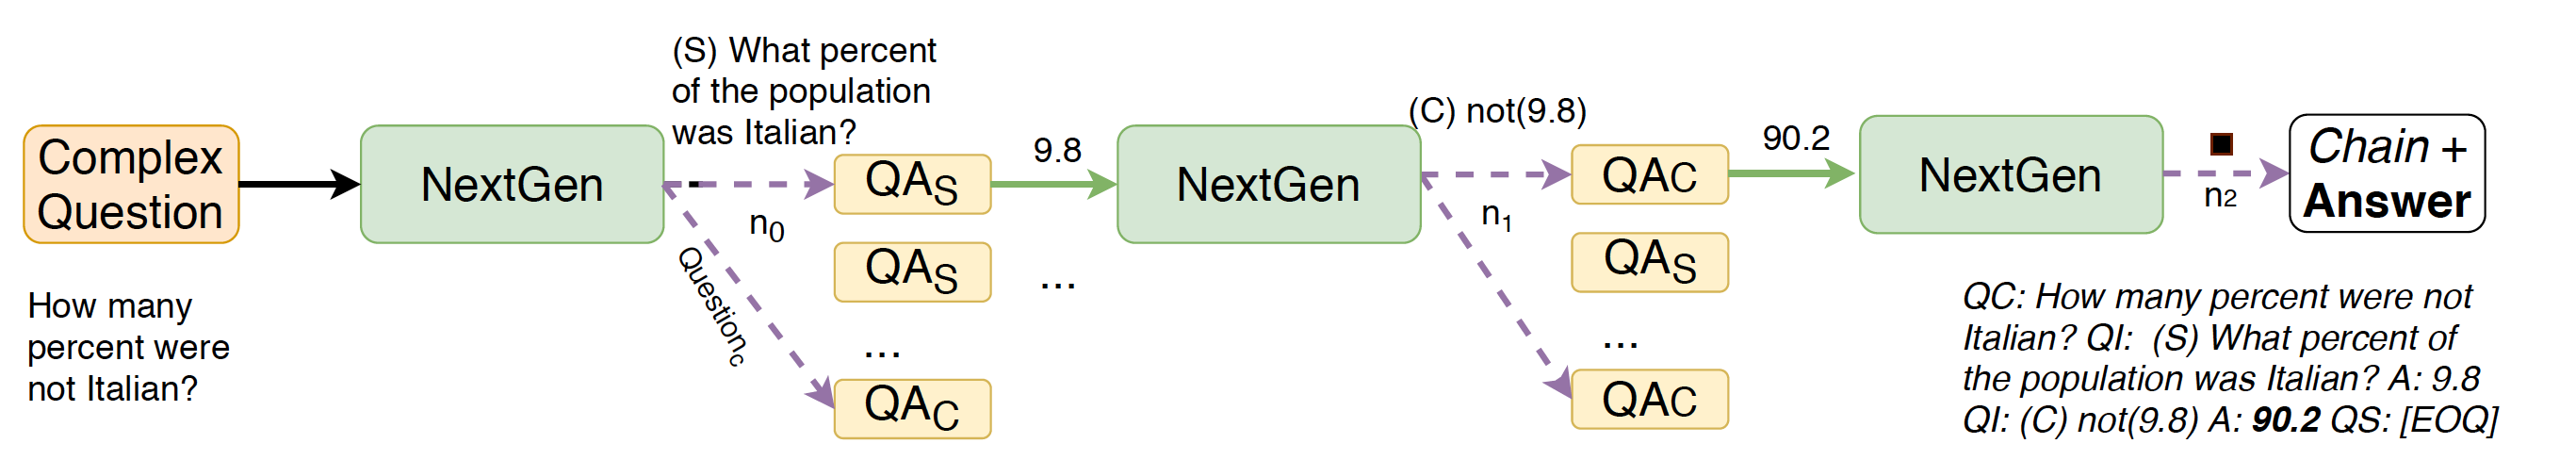 Complex
Question
How many
percent were
not Italian?
NextGen
(S) What percent
of the population
was Italian?
n0
Questionc
QAS
QAS
...
QAC
9.8
...
NextGen
(C) not(9.8)
n1
QAC
QAS
...
QAC
90.2
NextGen
n2
Chain +
Answer
QC: How many percent were not
Italian? QI: (S) What percent of
the population was Italian? A: 9.8
QI: (C) not(9.8) A: 90.2 QS: [EOQ]